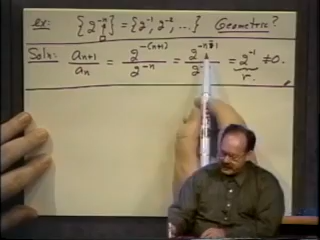 ex: {2^{-n}} = {2^{-1}, 2^{-2}, ...} Geometric?
Soln: a_{n+1}/a_n = 2^{-(n+1)}/2^{-n} = 2^{-n-1}/2 = 2^{-1} ≠ 0.
r.